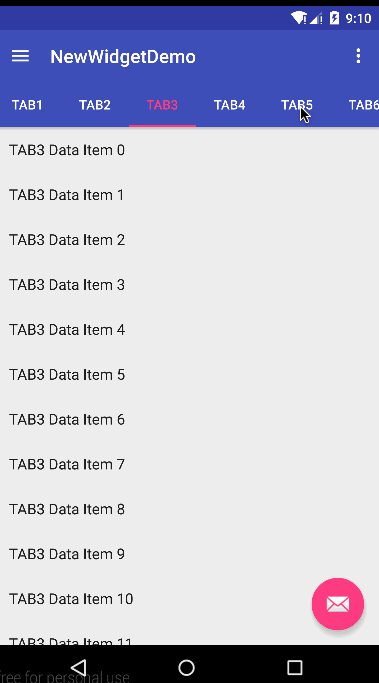 9:10
NewWidgetDemo
TAB1 TAB2 TAB3 TAB4 TAB5 TAB6
TAB3 Data Item 0
TAB3 Data Item 1
TAB3 Data Item 2
TAB3 Data Item 3
TAB3 Data Item 4
TAB3 Data Item 5
TAB3 Data Item 6
TAB3 Data Item 7
TAB3 Data Item 8
TAB3 Data Item 9
TAB3 Data Item 10
TAB3 Data Item 11
free for personal use